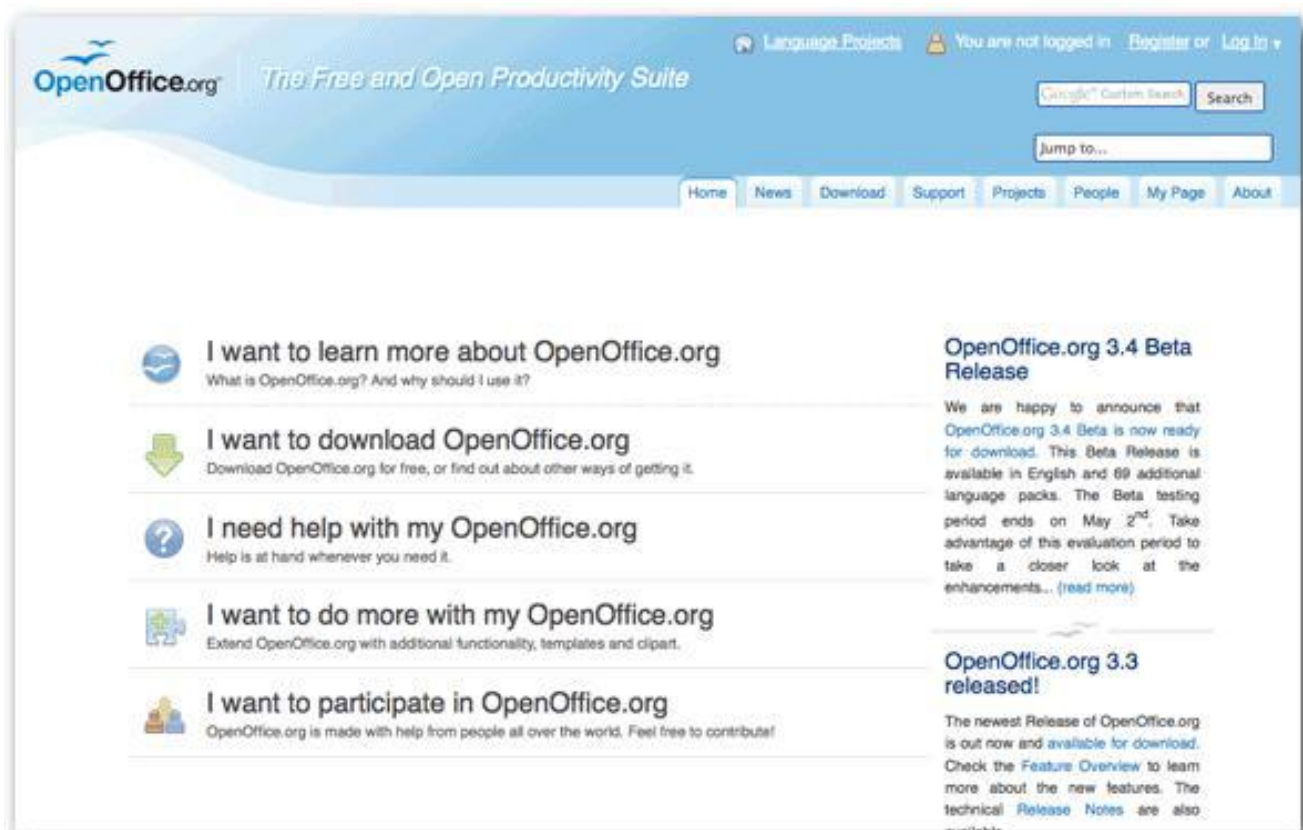 Language Projects You are not logged in Register or Log In
OpenOffice.org The Free and Open Productivity Suite
Google™ Custom Search Search
Jump to...
Home News Download Support Projects People My Page About
I want to learn more about OpenOffice.org
What is OpenOffice.org? And why should I use it?
I want to download OpenOffice.org
Download OpenOffice.org for free, or find out about other ways of getting it.
I need help with my OpenOffice.org
Help is at hand whenever you need it.
I want to do more with my OpenOffice.org
Extend OpenOffice.org with additional functionality, templates and clipart.
I want to participate in OpenOffice.org
OpenOffice.org is made with help from people all over the world. Feel free to contribute!
OpenOffice.org 3.4 Beta
Release
We are happy to announce that
OpenOffice.org 3.4 Beta is now ready
for download. This Beta Release is
available in English and 69 additional
language packs. The Beta testing
period ends on May 2nd. Take
advantage of this evaluation period to
take a closer look at the
enhancements... (read more)
OpenOffice.org 3.3
released!
The newest Release of OpenOffice.org
is out now and available for download.
Check the Feature Overview to learn
more about the new features. The
technical Release Notes are also